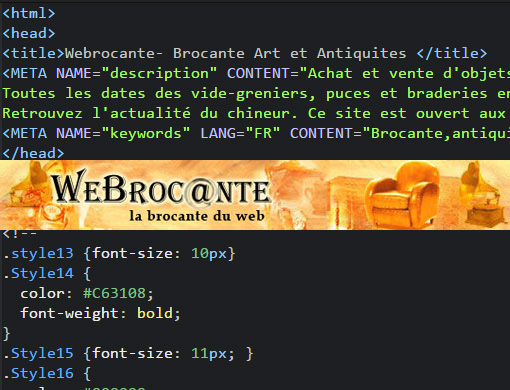 <html>
<head>
<title>Webrocante- Brocante Art et Antiquites </title>
<META NAME="description" CONTENT="Achat et vente d'objets
Toutes les dates des vide-greniers, puces et braderies en
Retrouvez l'actualité du chineur. Ce site est ouvert aux
<META NAME="keywords" LANG="FR" CONTENT="Brocante,antiqui
</head>
WeBroc@nte
la brocante du web
<!--
.style13 {font-size: 10px}
.Style14 {
color: #C63108;
font-weight: bold;
}
.Style15 {font-size: 11px; }
.Style16 {